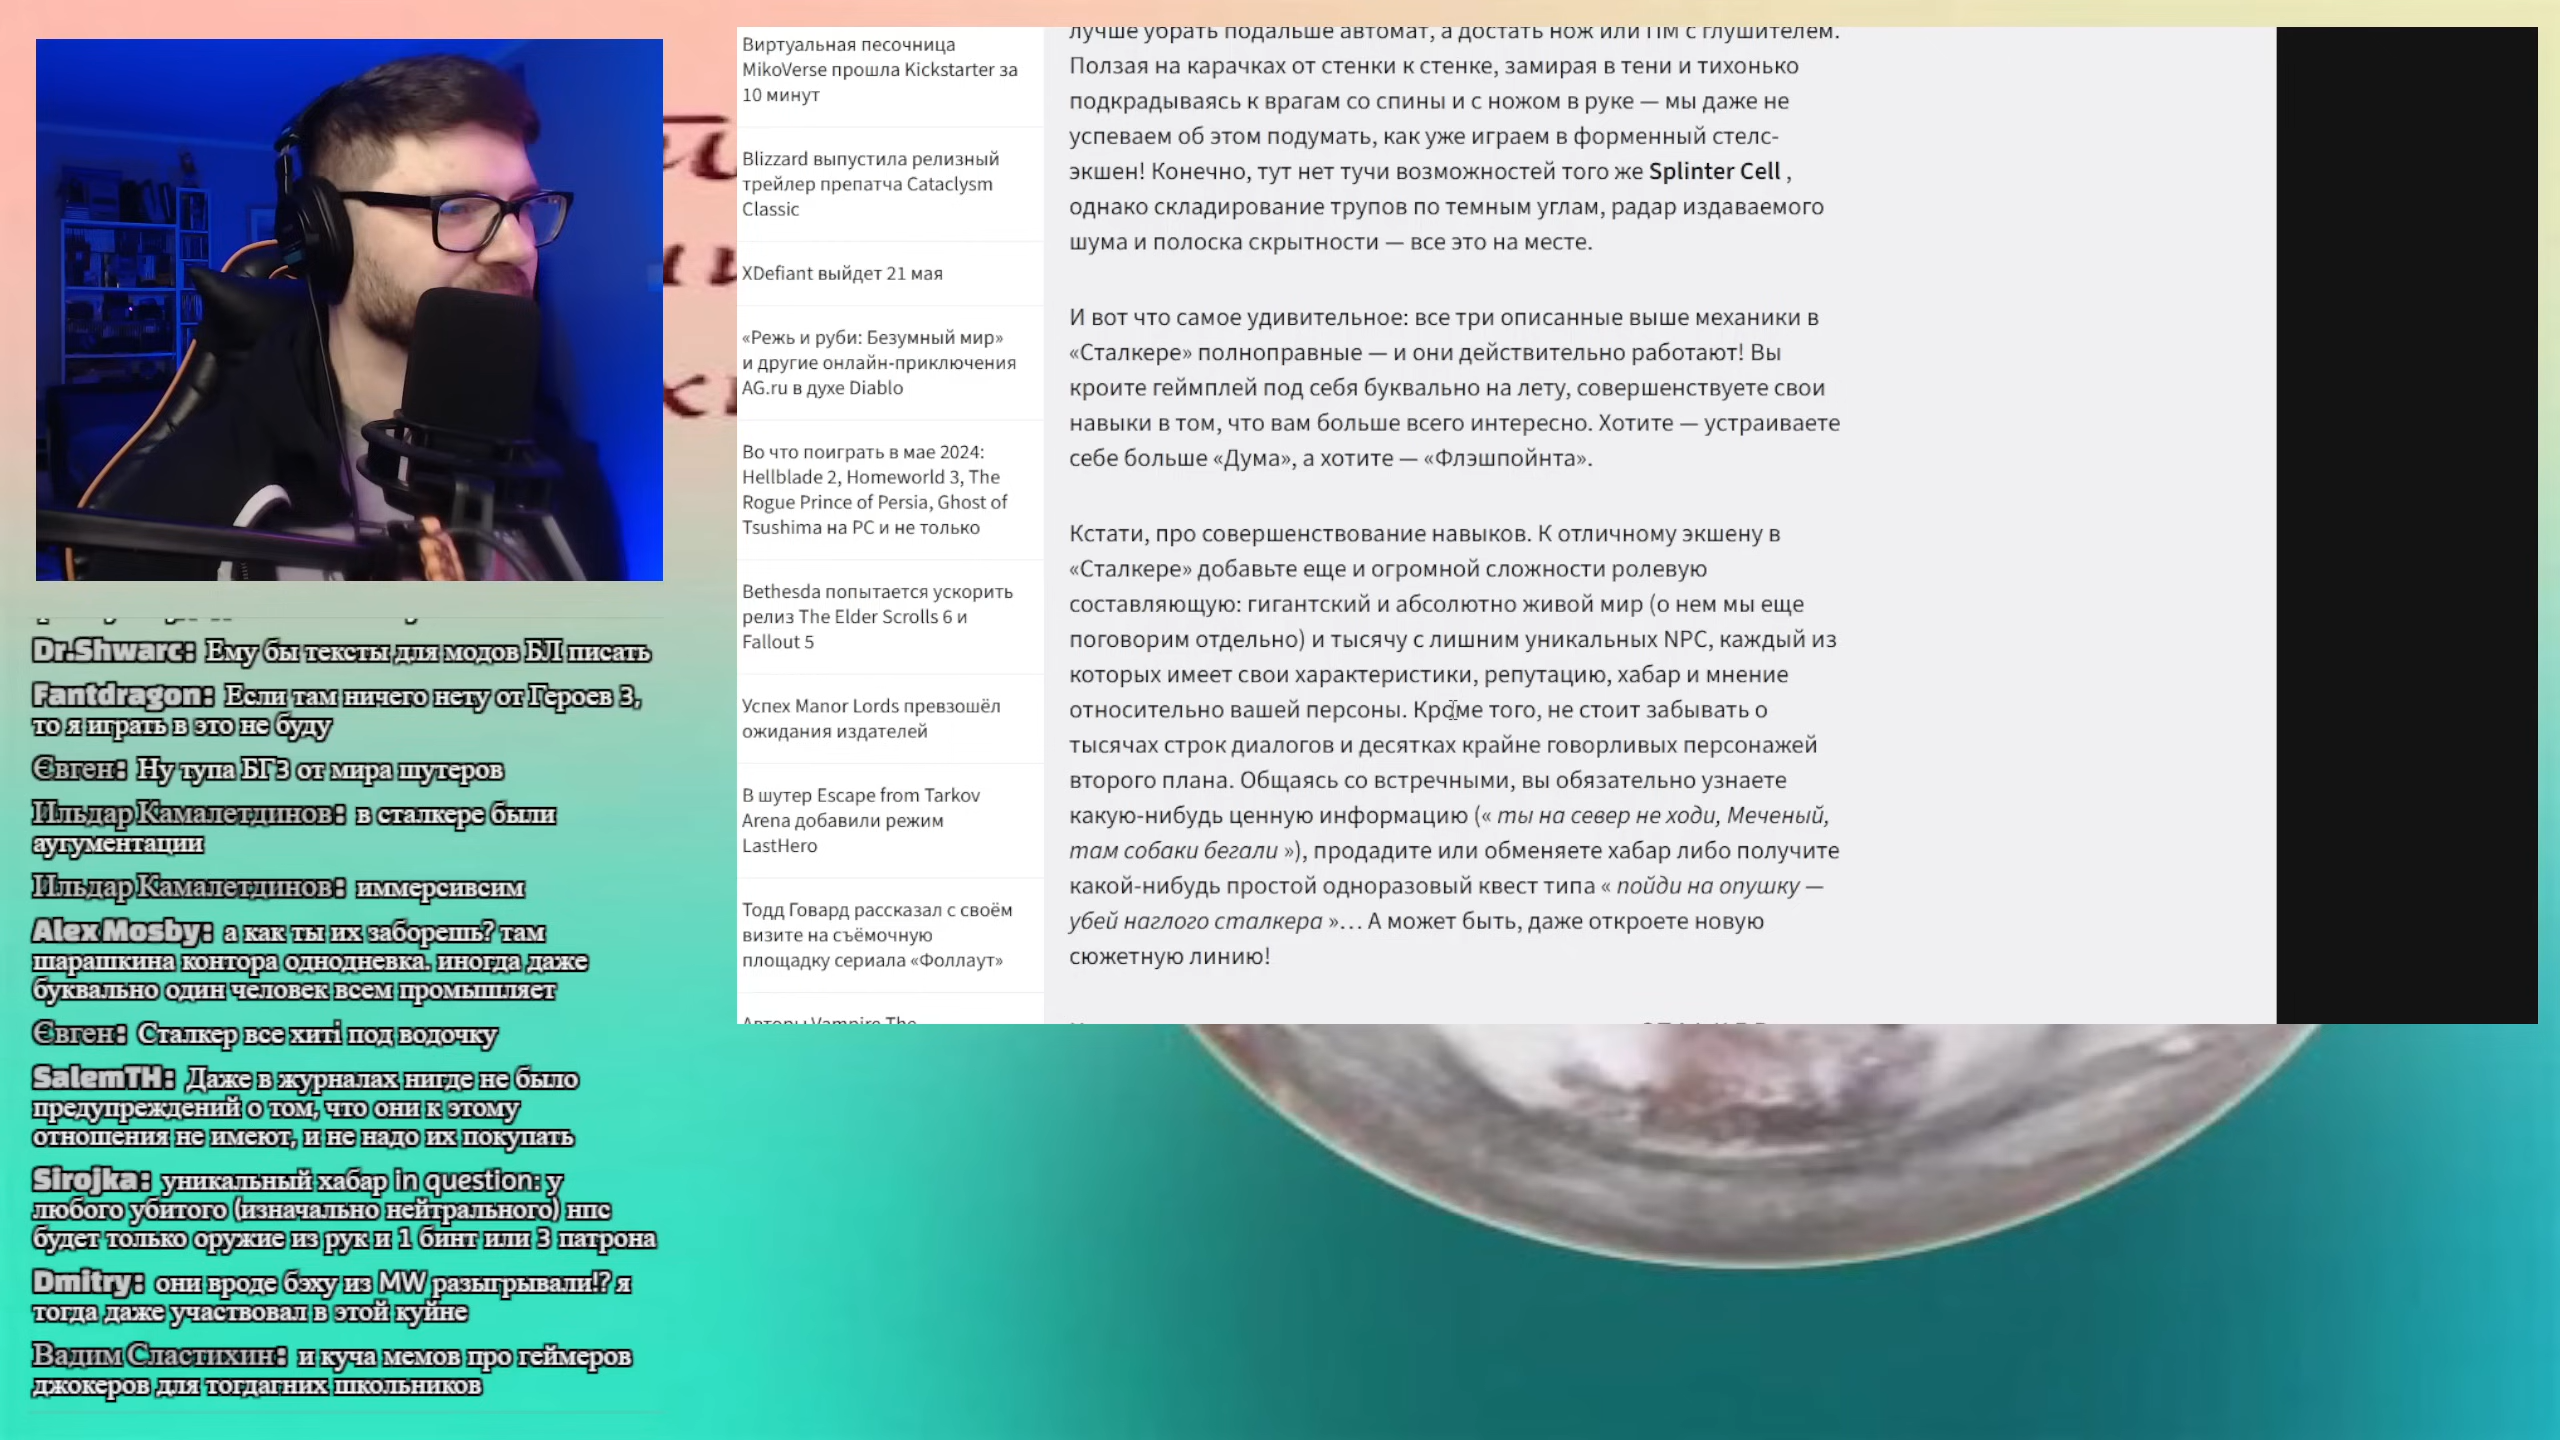 Виртуальная песочница
MikoVerse прошла Kickstarter за
10 минут
Blizzard выпустила релизный
трейлер препатча Cataclysm
Classic
XDefiant выйдет 21 мая
«Режь и руби: Безумный мир»
и другие онлайн-приключения
AG.ru в духе Diablo
Во что поиграть в мае 2024:
Hellblade 2, Homeworld 3, The
Rogue Prince of Persia, Ghost of
Tsushima на PC и не только
Bethesda попытается ускорить
релиз The Elder Scrolls 6 и
Fallout 5
Успех Manor Lords превзошёл
ожидания издателей
В шутер Escape from Tarkov
Arena добавили режим
LastHero
Тодд Говард рассказал с своём
визите на съёмочную
площадку сериала «Фоллаут»
Авторы Vampire The
лучше убрать подальше автомат, а достать нож или ПМ с глушителем.
Ползая на карачках от стенки к стенке, замирая в тени и тихонько
подкрадываясь к врагам со спины и с ножом в руке — мы даже не
успеваем об этом подумать, как уже играем в форменный стелс-
экшен! Конечно, тут нет тучи возможностей того же Splinter Cell ,
однако складирование трупов по темным углам, радар издаваемого
шума и полоска скрытности — все это на месте.
И вот что самое удивительное: все три описанные выше механики в
«Сталкере» полноправные — и они действительно работают! Вы
кроите геймплей под себя буквально на лету, совершенствуете свои
навыки в том, что вам больше всего интересно. Хотите — устраиваете
себе больше «Дума», а хотите — «Флэшпойнта».
Кстати, про совершенствование навыков. К отличному экшену в
«Сталкере» добавьте еще и огромной сложности ролевую
составляющую: гигантский и абсолютно живой мир (о нем мы еще
поговорим отдельно) и тысячу с лишним уникальных NPC, каждый из
которых имеет свои характеристики, репутацию, хабар и мнение
относительно вашей персоны. Кроме того, не стоит забывать о
тысячах строк диалогов и десятках крайне говорливых персонажей
второго плана. Общаясь со встречными, вы обязательно узнаете
какую-нибудь ценную информацию (« ты на север не ходи, Меченый,
там собаки бегали »), продадите или обменяете хабар либо получите
какой-нибудь простой одноразовый квест типа « пойди на опушку —
убей наглого сталкера »… А может быть, даже откроете новую
сюжетную линию!
Dr.Shwarc: Ему бы тексты для модов БЛ писать
Fantdragon: Если там ничего нету от Героев 3,
то я играть в это не буду
Євген: Ну тупа БГ3 от мира шутеров
Ильдар Камалетдинов: в сталкере были
аугументации
Ильдар Камалетдинов: иммерсивсим
Alex Mosby: а как ты их заборешь? там
шарашкина контора однодневка. иногда даже
буквально один человек всем промышляет
Євген: Сталкер все хиті под водочку
SalemTH: Даже в журналах нигде не было
предупреждений о том, что они к этому
отношения не имеют, и не надо их покупать
Sirojka: уникальный хабар in question: у
любого убитого (изначально нейтрального) нпс
будет только оружие из рук и 1 бинт или 3 патрона
Dmitry: они вроде бэху из MW разыгрывали!? я
тогда даже участвовал в этой куйне
Вадим Сластихин: и куча мемов про геймеров
джокеров для тогдагних школьников